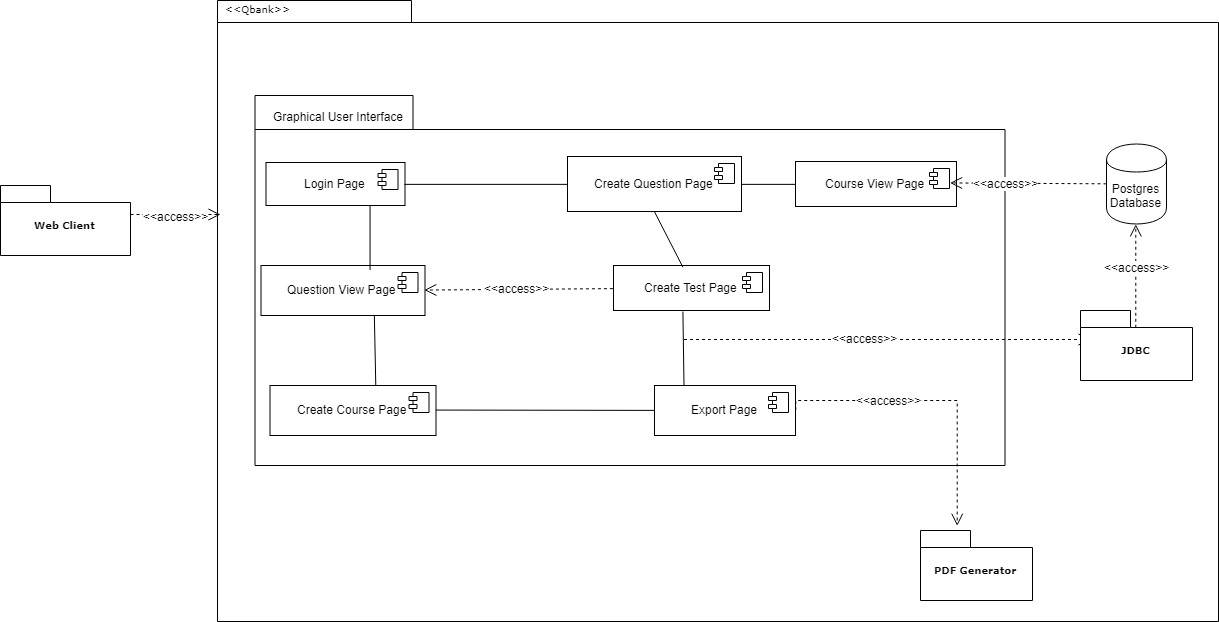 <<Qbank>>
Graphical User Interface
Login Page
Create Question Page
Course View Page
<<access>>
Postgres
Database
Web Client
<<access>>
<<access>>
Question View Page
<<access>>
Create Test Page
<<access>>
JDBC
Create Course Page
Export Page
<<access>>
PDF Generator